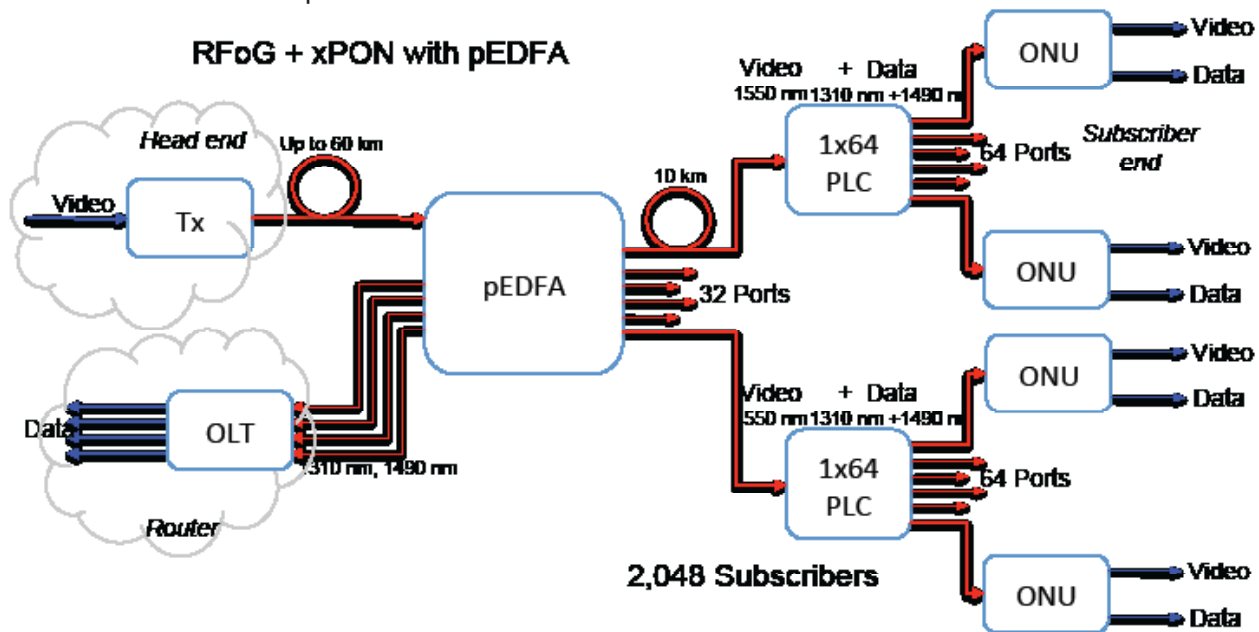 RFoG + xPON with pEDFA
Head end
Up to 60 km
Video
Tx
pEDFA
10 km
32 Ports
Data
OLT
1310 nm, 1490 nm
Router
Video + Data
1550 nm 1310 nm +1490 n
1x64
PLC
64 Ports
Subscriber
end
ONU
Video
Data
ONU
Video
Data
Video + Data
550 nm 1310 nm +1490 n
1x64
PLC
64 Ports
ONU
Video
Data
ONU
Video
Data
2,048 Subscribers